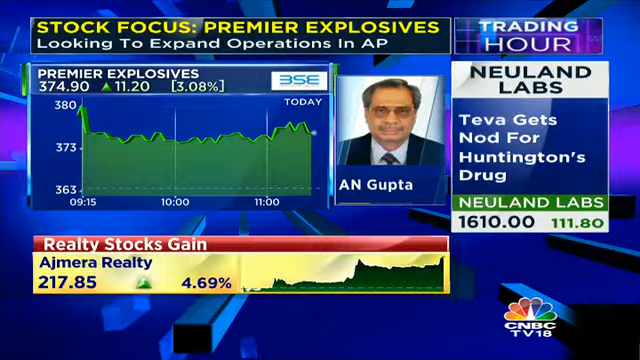 STOCK FOCUS: PREMIER EXPLOSIVES
Looking To Expand Operations In AP
TRADING
HOUR
PREMIER EXPLOSIVES
374.90 ▲ 11.20 [3.08%]
BSE
TODAY
380
373
363
09:15 10:00 11:00
AN Gupta
NEULAND
LABS
Teva Gets
Nod For
Huntington's
Drug
NEULAND LABS
1610.00 111.80
Realty Stocks Gain
Ajmera Realty
217.85 ▲ 4.69%
CNBC
TV18